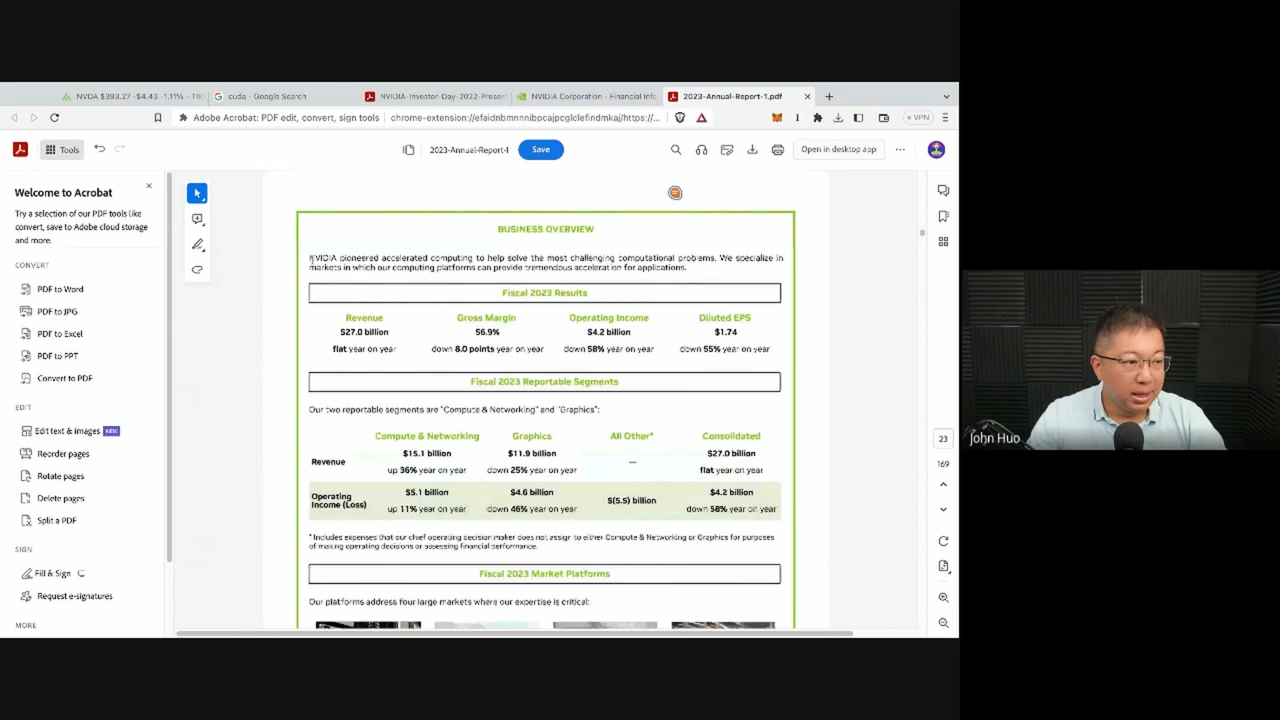 NVDA $393.27 -$4.43 -1.11% - TI
cuda - Google Search
NVIDIA-Investor-Day-2022-Preser
NVIDIA Corporation - Financial Info
2023-Annual-Report-1.pdf
Adobe Acrobat: PDF edit, convert, sign tools
chrome-extension://efaidnbmnnnibpcajpcglclefindmkaj/https://...
VPN
Tools
2023-Annual-Report-1
Save
Open in desktop app
Welcome to Acrobat
Try a selection of our PDF tools like
convert, save to Adobe cloud storage
and more.
CONVERT
PDF to Word
PDF to JPG
PDF to Excel
PDF to PPT
Convert to PDF
EDIT
Edit text & images NEW
Reorder pages
Rotate pages
Delete pages
Split a PDF
SIGN
Fill & Sign
Request e-signatures
MORE
BUSINESS OVERVIEW
NVIDIA pioneered accelerated computing to help solve the most challenging computational problems. We specialize in
markets in which our computing platforms can provide tremendous acceleration for applications.
Fiscal 2023 Results
Revenue Gross Margin Operating Income Diluted EPS
$27.0 billion 56.9% $4.2 billion $1.74
flat year on year down 8.0 points year on year down 58% year on year down 55% year on year
Fiscal 2023 Reportable Segments
Our two reportable segments are "Compute & Networking" and "Graphics":
Compute & Networking Graphics All Other* Consolidated
Revenue
$15.1 billion $11.9 billion — $27.0 billion
up 36% year on year down 25% year on year flat year on year
Operating
Income (Loss)
$5.1 billion $4.6 billion $(5.5) billion $4.2 billion
up 11% year on year down 46% year on year down 58% year on year
* Includes expenses that our chief operating decision maker does not assign to either Compute & Networking or Graphics for purposes
of making operating decisions or assessing financial performance.
Fiscal 2023 Market Platforms
Our platforms address four large markets where our expertise is critical:
23
169
John Huo